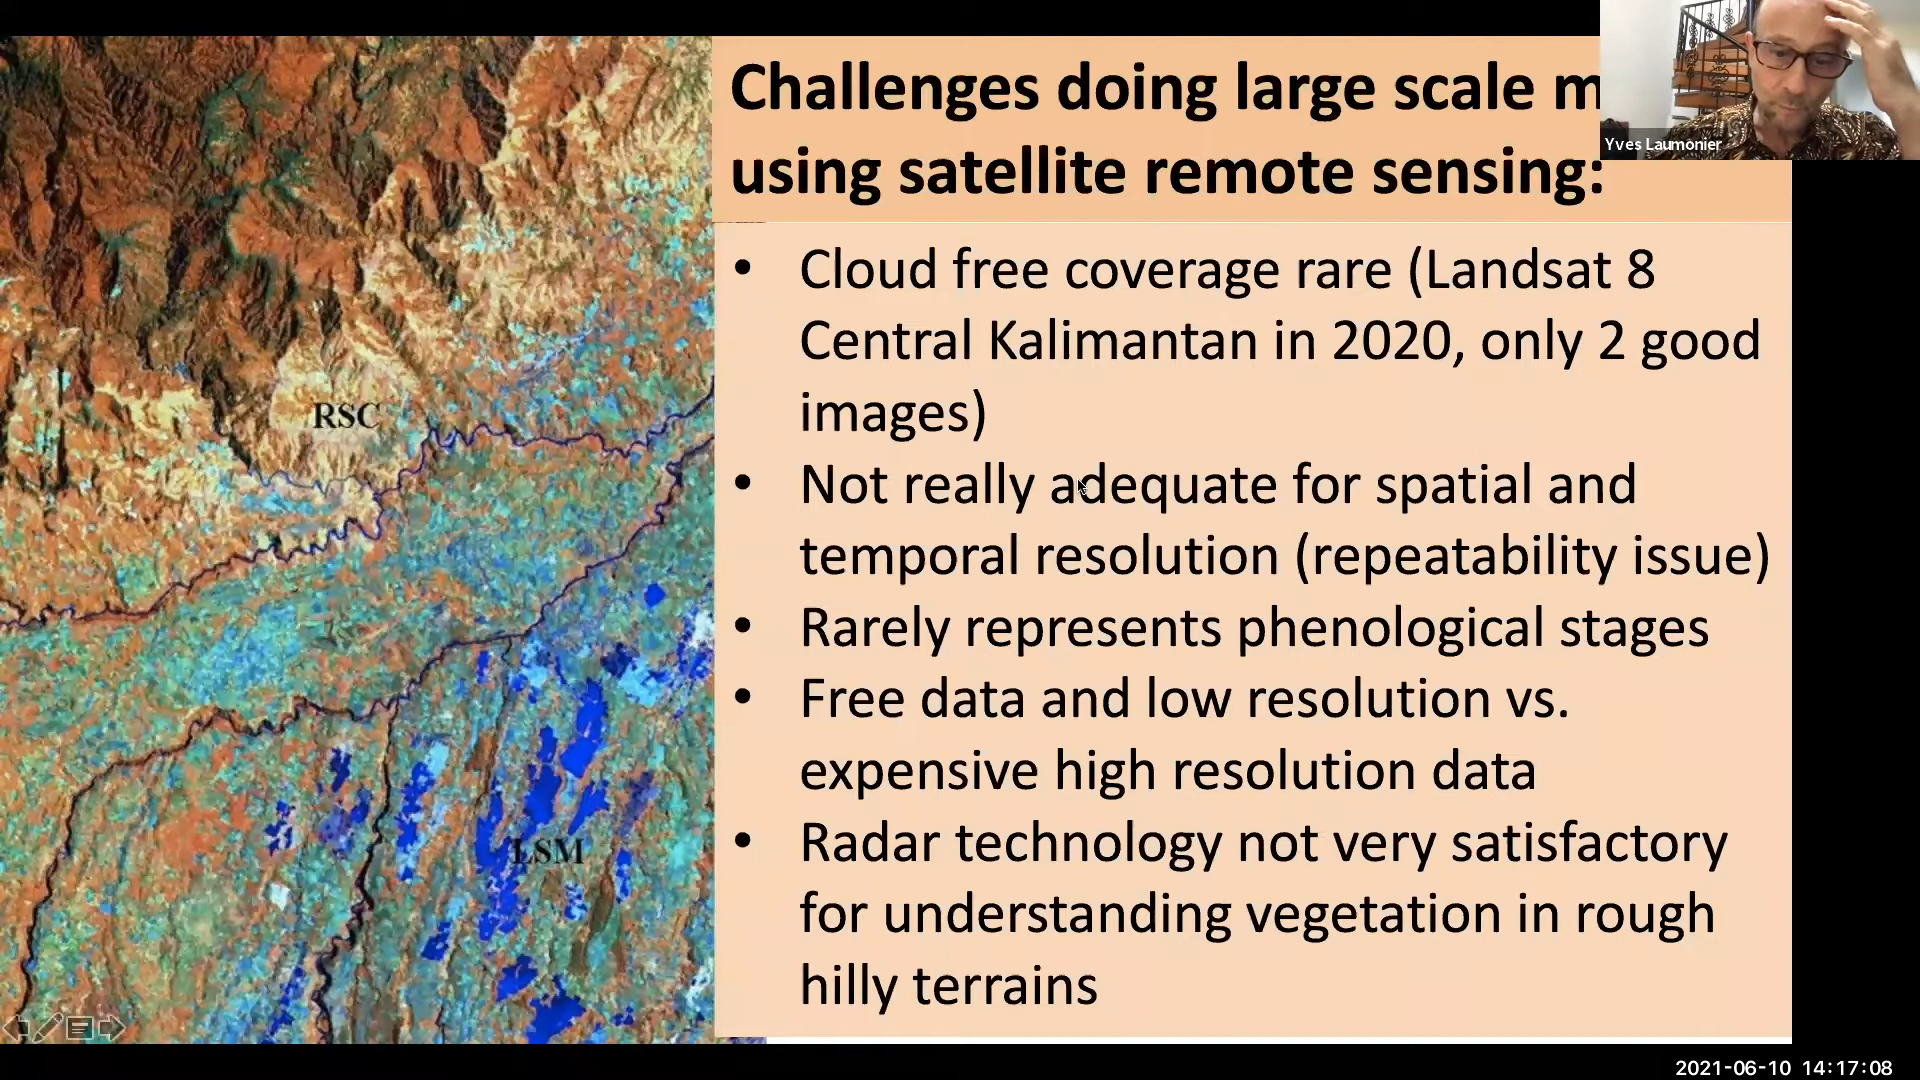 Challenges doing large scale m
using satellite remote sensing:
Yves Laumonier
• Cloud free coverage rare (Landsat 8
Central Kalimantan in 2020, only 2 good
images)
• Not really adequate for spatial and
temporal resolution (repeatability issue)
• Rarely represents phenological stages
• Free data and low resolution vs.
expensive high resolution data
• Radar technology not very satisfactory
for understanding vegetation in rough
hilly terrains
RSC
LSM
2021-06-10 14:17:08